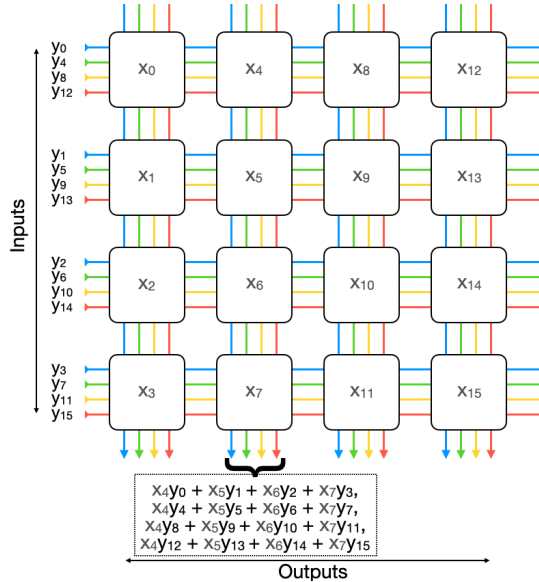 y0
y4
y8
y12
x0 x4 x8 x12
y1
y5
y9
y13
x1 x5 x9 x13
Inputs
y2
y6
y10
y14
x2 x6 x10 x14
y3
y7
y11
y15
x3 x7 x11 x15
x4y0 + x5y1 + x6y2 + x7y3,
x4y4 + x5y5 + x6y6 + x7y7,
x4y8 + x5y9 + x6y10 + x7y11,
x4y12 + x5y13 + x6y14 + x7y15
Outputs